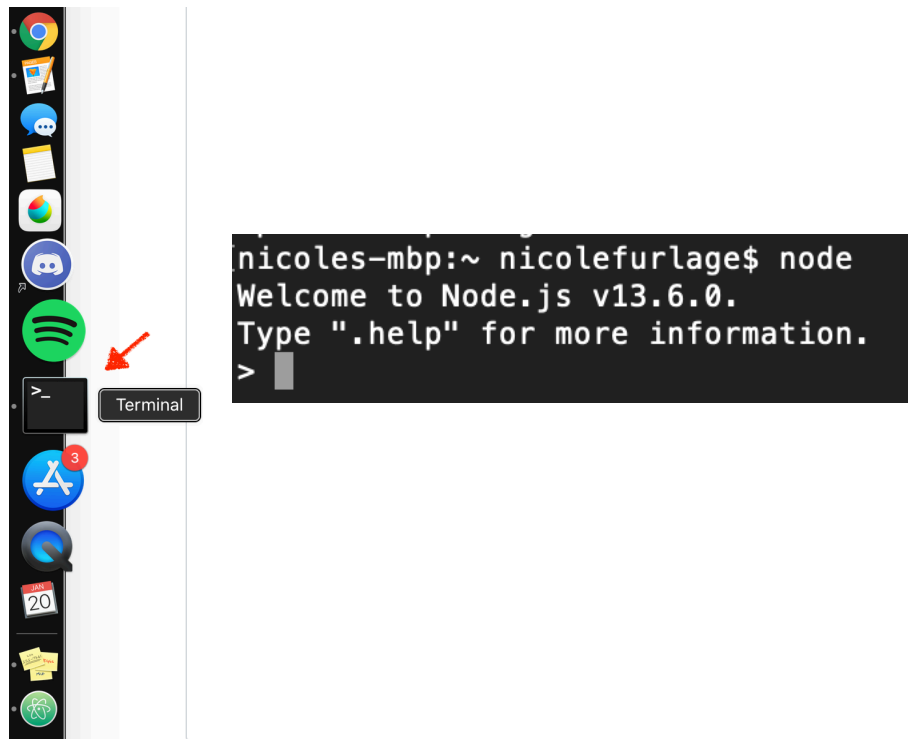 >_
Terminal
3
JAN
20
nicoles-mbp:~ nicolefurlage$ node
Welcome to Node.js v13.6.0.
Type ".help" for more information.
>